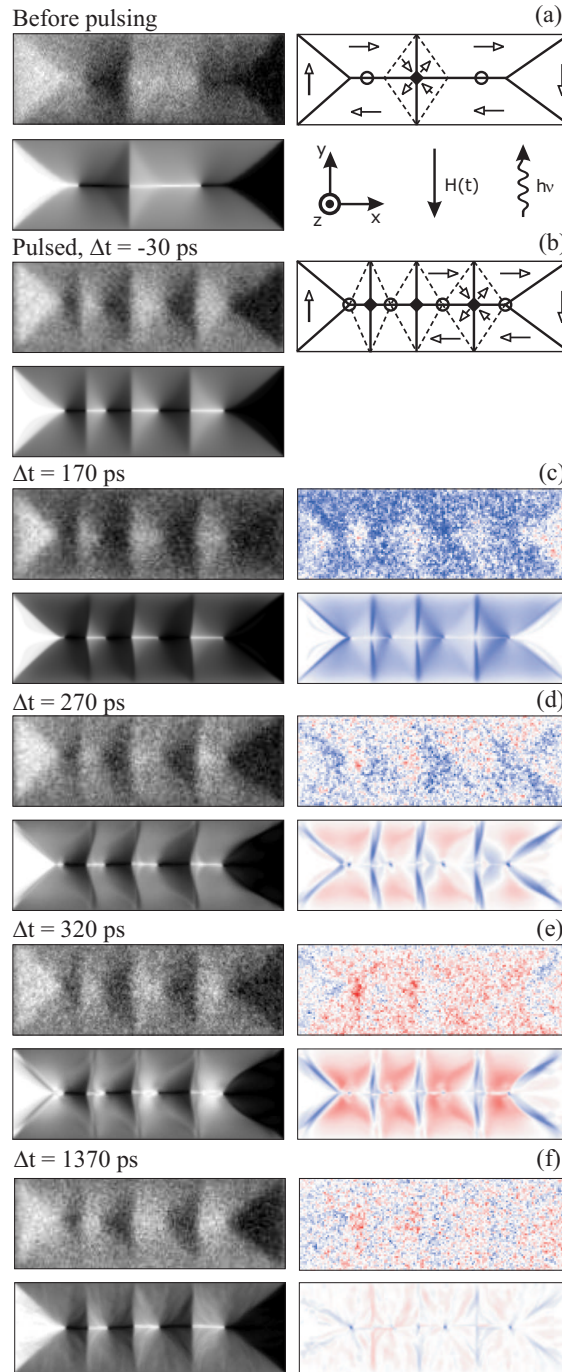 Before pulsing (a)
y
z
x
H(t)
hν
Pulsed, Δt = -30 ps (b)
Δt = 170 ps (c)
Δt = 270 ps (d)
Δt = 320 ps (e)
Δt = 1370 ps (f)